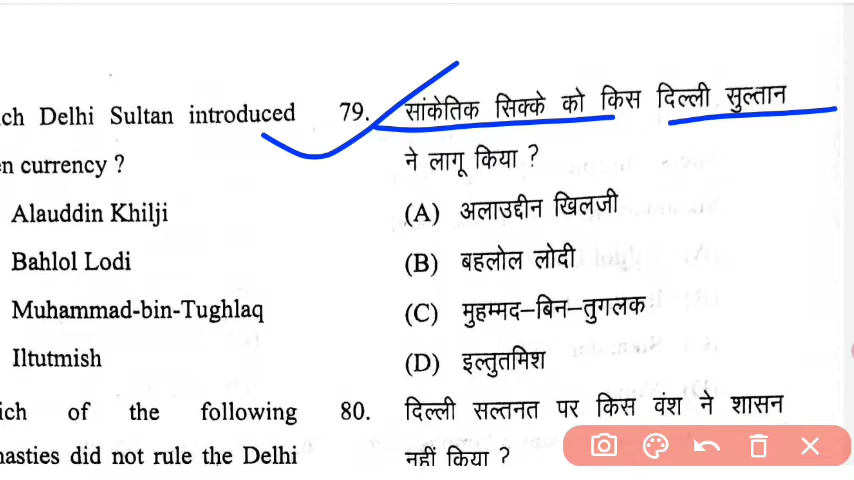 ch Delhi Sultan introduced
n currency ?
Alauddin Khilji
Bahlol Lodi
Muhammad-bin-Tughlaq
Iltutmish
ich of the following
nasties did not rule the Delhi
79. सांकेतिक सिक्के को किस दिल्ली सुल्तान
ने लागू किया ?
(A) अलाउद्दीन खिलजी
(B) बहलोल लोदी
(C) मुहम्मद–बिन–तुगलक
(D) इल्तुतमिश
80. दिल्ली सल्तनत पर किस वंश ने शासन
नहीं किया ?